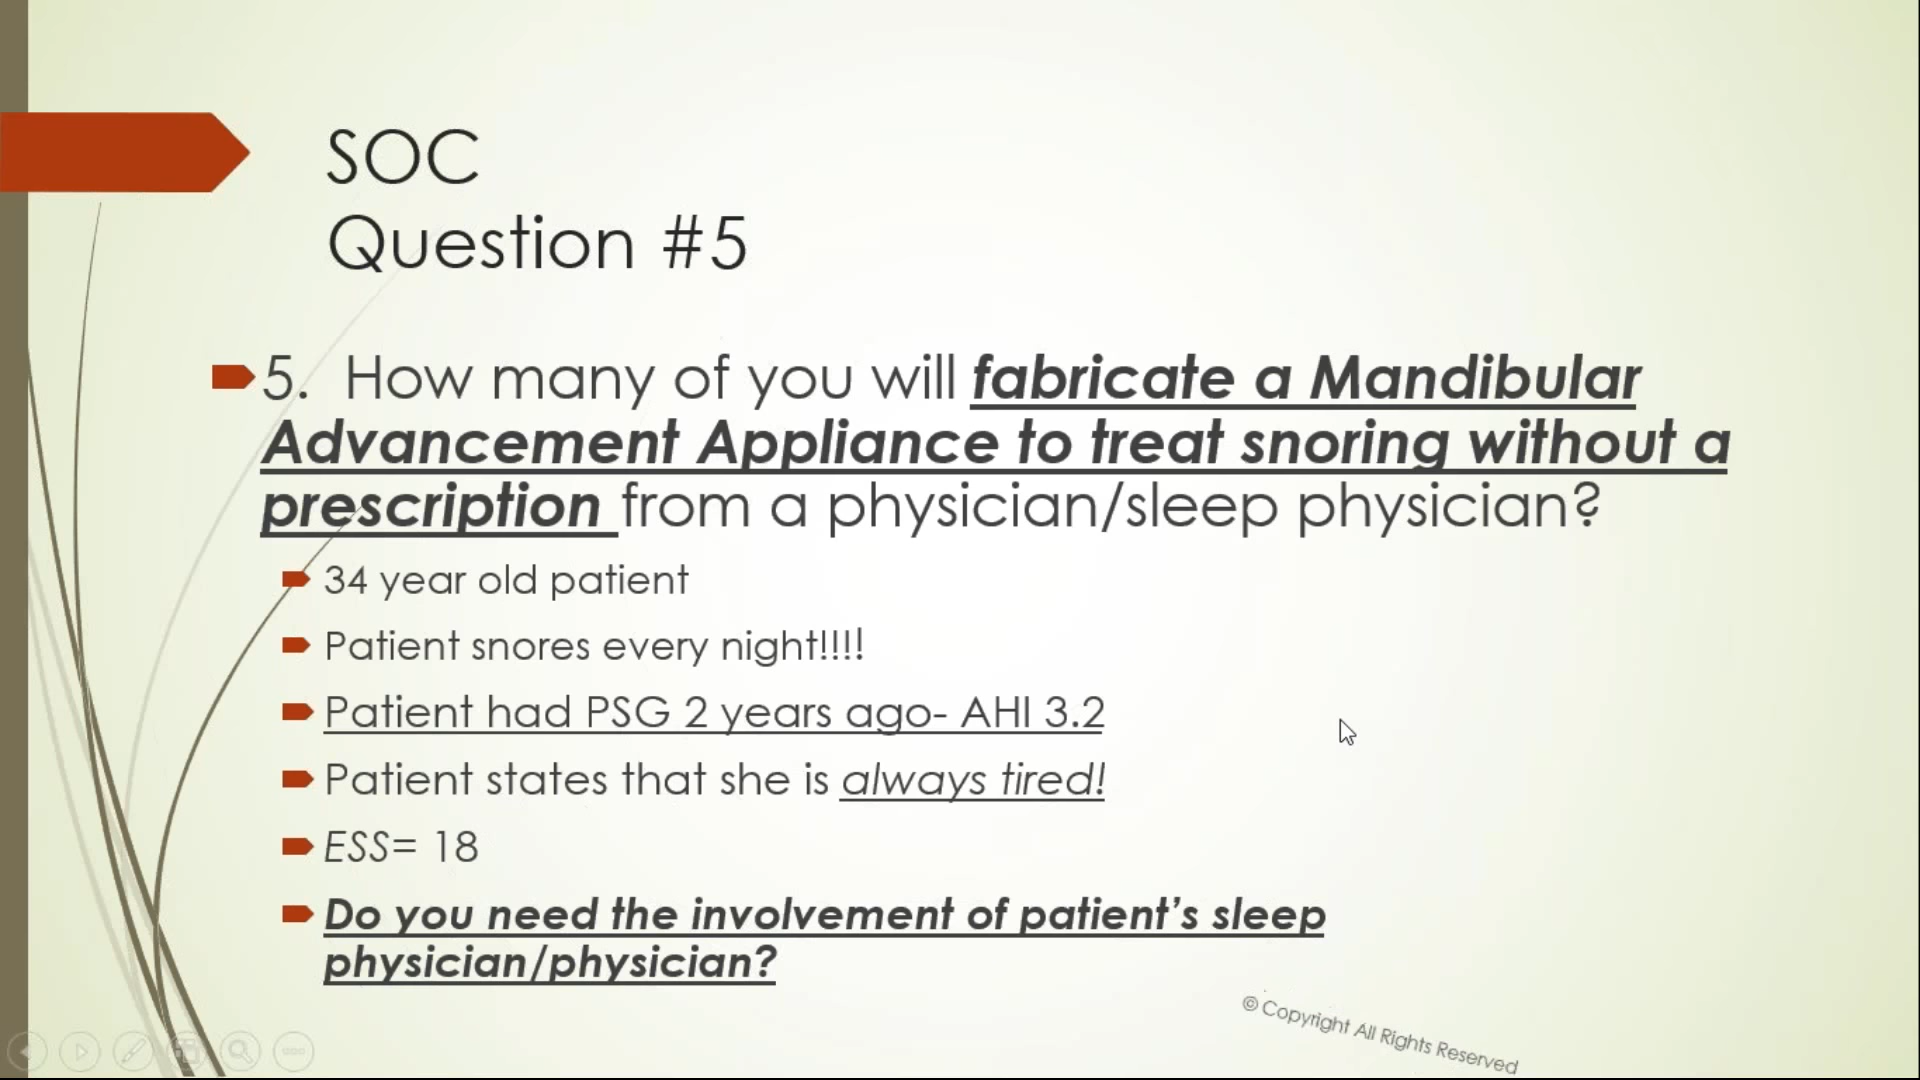 SOC
Question #5
5. How many of you will fabricate a Mandibular
Advancement Appliance to treat snoring without a
prescription from a physician/sleep physician?
34 year old patient
Patient snores every night!!!!
Patient had PSG 2 years ago- AHI 3.2
Patient states that she is always tired!
ESS= 18
Do you need the involvement of patient’s sleep
physician/physician?
© Copyright All Rights Reserved